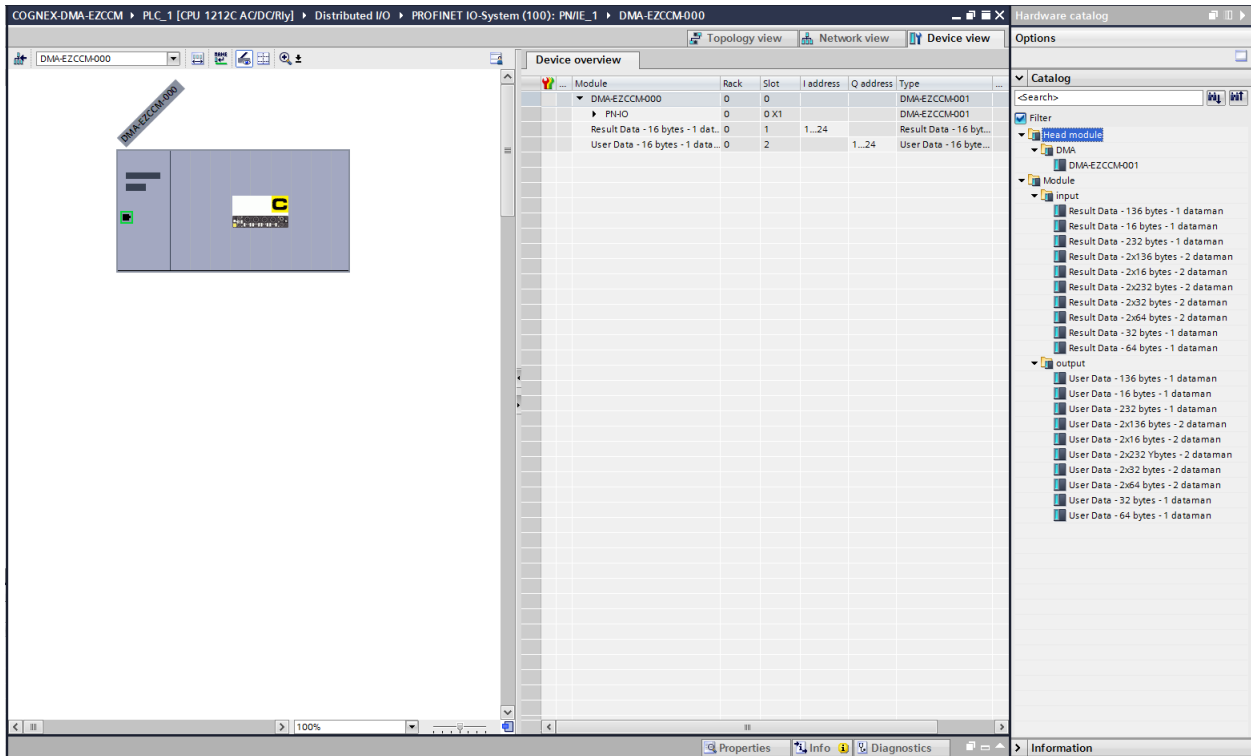 COGNEX-DMA-EZCCM ▸ PLC_1 [CPU 1212C AC/DC/Rly] ▸ Distributed I/O ▸ PROFINET IO-System (100): PN/IE_1 ▸ DMA-EZCCM-000
Hardware catalog
Topology view Network view Device view
Options
DMA-EZCCM-000
Device overview
... Module Rack Slot I address Q address Type ...
DMA-EZCCM-000 0 0 DMA-EZCCM-001
PN-IO 0 0 X1 DMA-EZCCM-001
Result Data - 16 bytes - 1 dat.. 0 1 1...24 Result Data - 16 byt...
User Data - 16 bytes - 1 data... 0 2 1...24 User Data - 16 byte...
DMA-EZCCM-000
C
100%
Catalog
<Search>
Filter
Head module
DMA
DMA-EZCCM-001
Module
input
Result Data - 136 bytes - 1 dataman
Result Data - 16 bytes - 1 dataman
Result Data - 232 bytes - 1 dataman
Result Data - 2x136 bytes - 2 dataman
Result Data - 2x16 bytes - 2 dataman
Result Data - 2x232 bytes - 2 dataman
Result Data - 2x32 bytes - 2 dataman
Result Data - 2x64 bytes - 2 dataman
Result Data - 32 bytes - 1 dataman
Result Data - 64 bytes - 1 dataman
output
User Data - 136 bytes - 1 dataman
User Data - 16 bytes - 1 dataman
User Data - 232 bytes - 1 dataman
User Data - 2x136 bytes - 2 dataman
User Data - 2x16 bytes - 2 dataman
User Data - 2x232 Ybytes - 2 dataman
User Data - 2x32 bytes - 2 dataman
User Data - 2x64 bytes - 2 dataman
User Data - 32 bytes - 1 dataman
User Data - 64 bytes - 1 dataman
Properties Info Diagnostics
Information